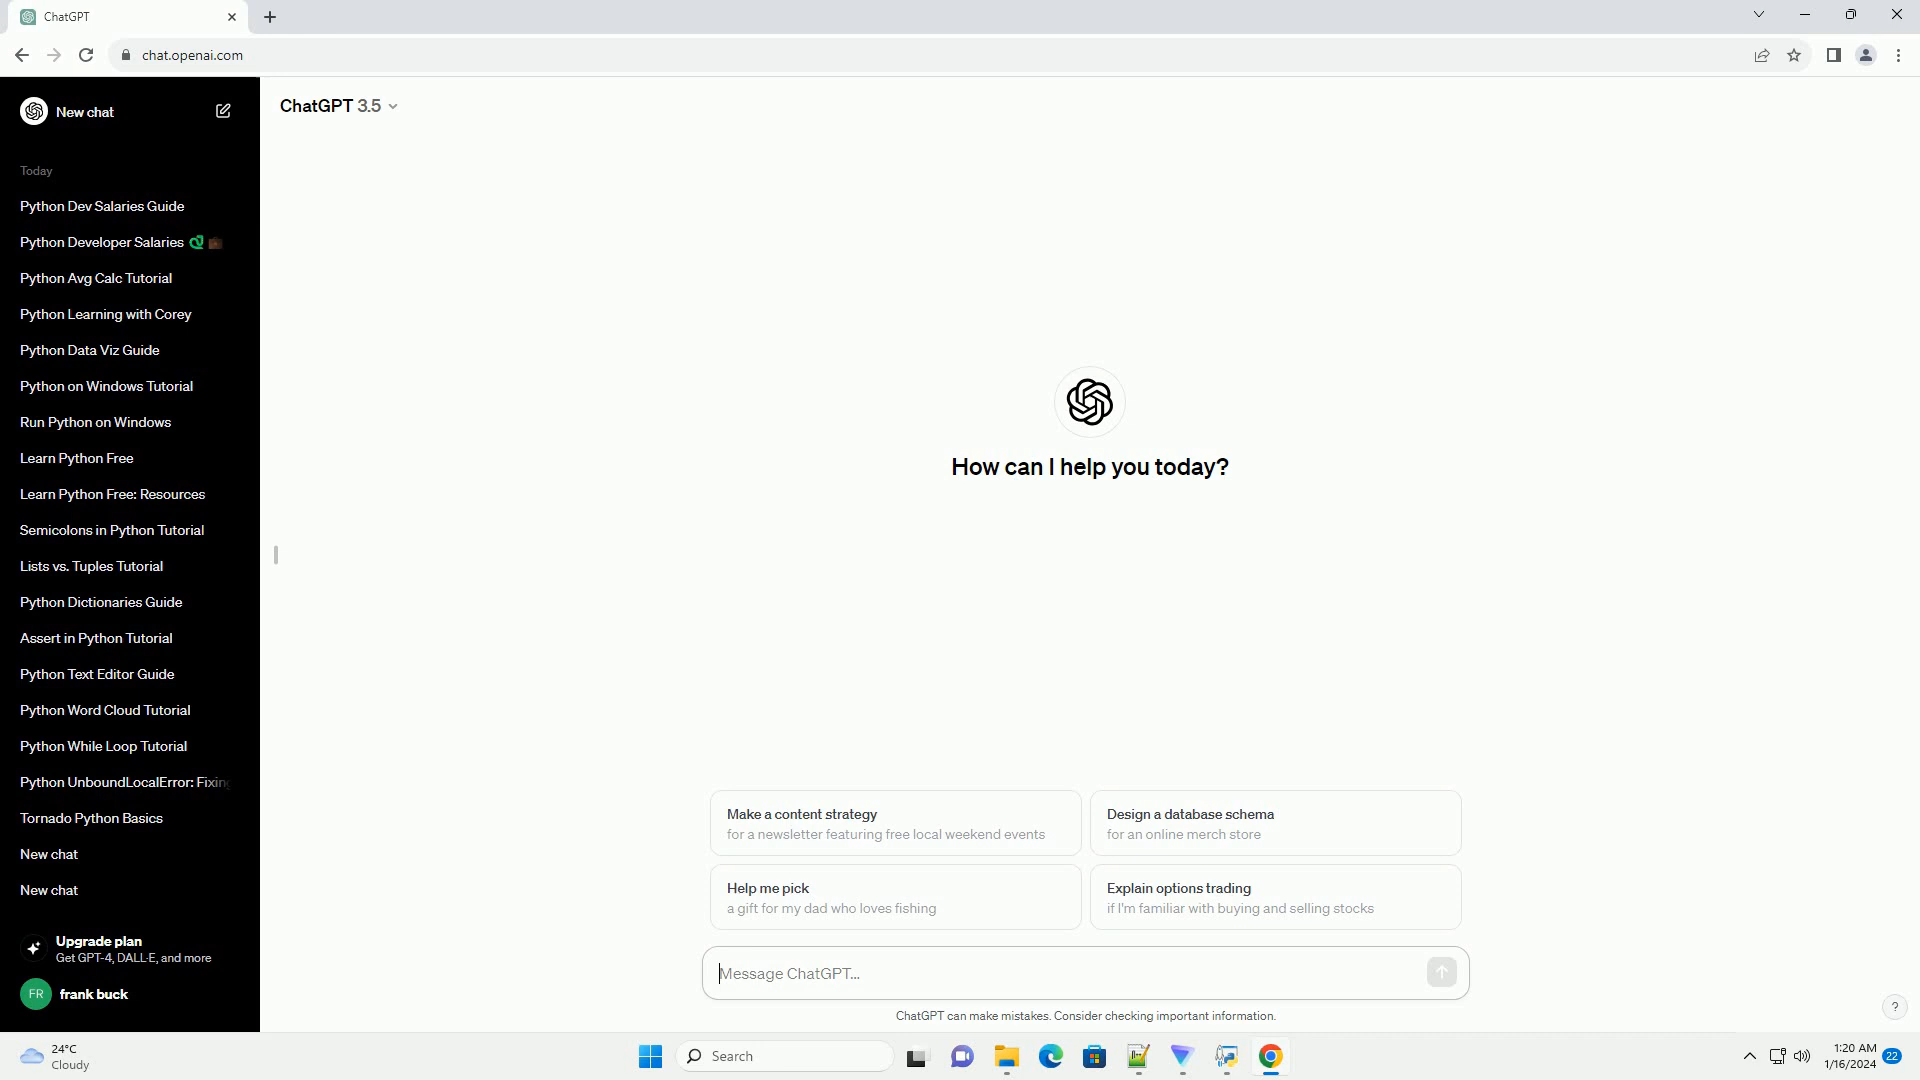 ChatGPT
chat.openai.com
New chat
ChatGPT 3.5
Today
Python Dev Salaries Guide
Python Developer Salaries
Python Avg Calc Tutorial
Python Learning with Corey
Python Data Viz Guide
Python on Windows Tutorial
Run Python on Windows
Learn Python Free
Learn Python Free: Resources
Semicolons in Python Tutorial
Lists vs. Tuples Tutorial
Python Dictionaries Guide
Assert in Python Tutorial
Python Text Editor Guide
Python Word Cloud Tutorial
Python While Loop Tutorial
Python UnboundLocalError: Fixing
Tornado Python Basics
New chat
New chat
Upgrade plan
Get GPT-4, DALL·E, and more
FR frank buck
How can I help you today?
Make a content strategy
for a newsletter featuring free local weekend events
Design a database schema
for an online merch store
Help me pick
a gift for my dad who loves fishing
Explain options trading
if I'm familiar with buying and selling stocks
Message ChatGPT...
ChatGPT can make mistakes. Consider checking important information.
?
24°C
Cloudy
Search
1:20 AM
1/16/2024
22